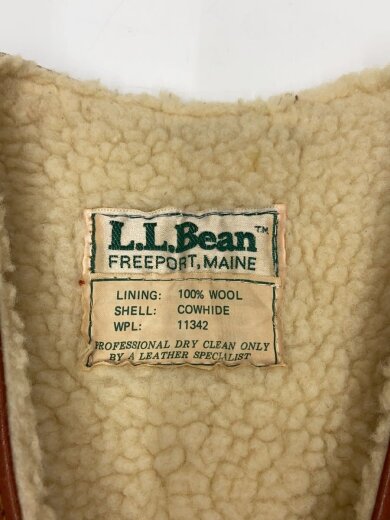 L.L.Bean™
FREEPORT, MAINE
LINING: 100% WOOL
SHELL: COWHIDE
WPL: 11342
PROFESSIONAL DRY CLEAN ONLY
BY A LEATHER SPECIALIST